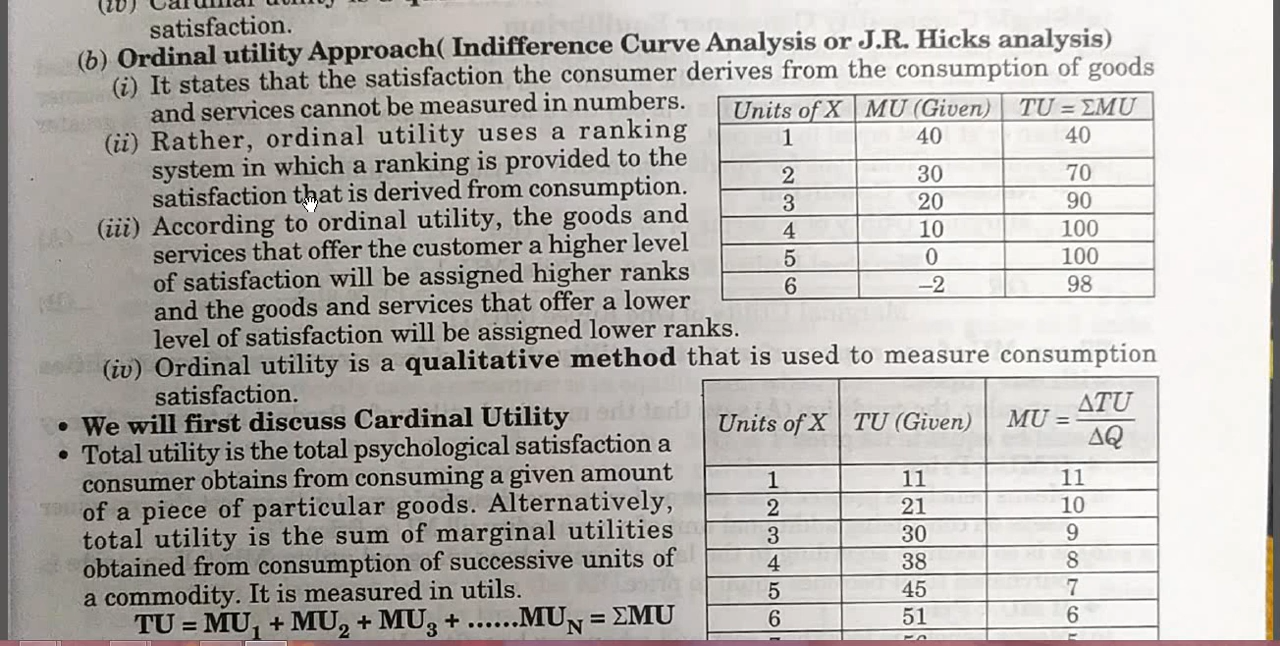 satisfaction.
(b) Ordinal utility Approach( Indifference Curve Analysis or J.R. Hicks analysis)
(i) It states that the satisfaction the consumer derives from the consumption of goods
and services cannot be measured in numbers.
(ii) Rather, ordinal utility uses a ranking
system in which a ranking is provided to the
satisfaction that is derived from consumption.
(iii) According to ordinal utility, the goods and
services that offer the customer a higher level
of satisfaction will be assigned higher ranks
and the goods and services that offer a lower
level of satisfaction will be assigned lower ranks.
Units of X MU (Given) TU = ΣMU
1 40 40
2 30 70
3 20 90
4 10 100
5 0 100
6 –2 98
(iv) Ordinal utility is a qualitative method that is used to measure consumption
satisfaction.
• We will first discuss Cardinal Utility
• Total utility is the total psychological satisfaction a
consumer obtains from consuming a given amount
of a piece of particular goods. Alternatively,
total utility is the sum of marginal utilities
obtained from consumption of successive units of
a commodity. It is measured in utils.
TU = MU₁ + MU₂ + MU₃ + ......MU_N = ΣMU
Units of X TU (Given) MU = ΔTU/ΔQ
1 11 11
2 21 10
3 30 9
4 38 8
5 45 7
6 51 6